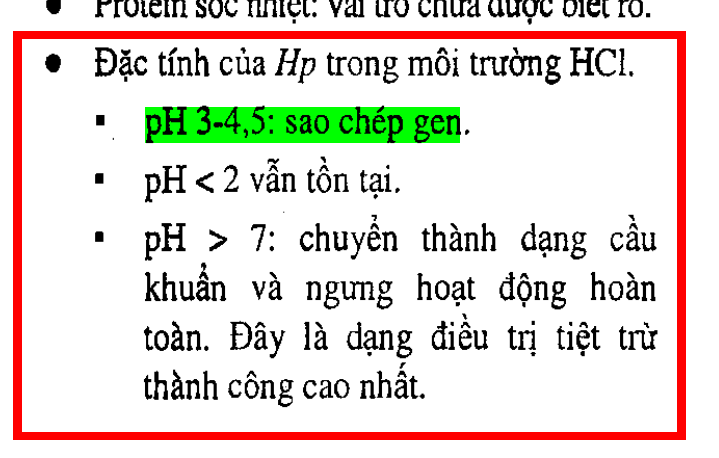 ● Protein sốc nhiệt: vai trò chưa được biết rõ.
● Đặc tính của Hp trong môi trường HCl.
▪ pH 3-4,5: sao chép gen.
▪ pH < 2 vẫn tồn tại.
▪ pH > 7: chuyển thành dạng cầu
khuẩn và ngưng hoạt động hoàn
toàn. Đây là dạng điều trị tiệt trừ
thành công cao nhất.